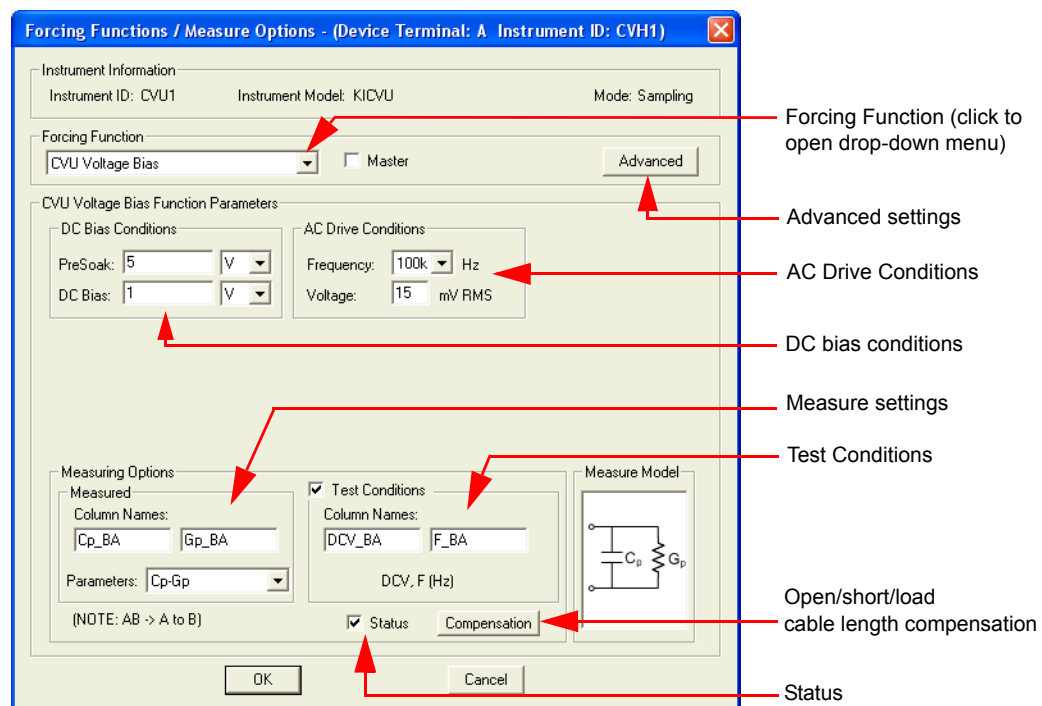 Forcing Functions / Measure Options - (Device Terminal: A Instrument ID: CVH1)
Instrument Information
Instrument ID: CVU1 Instrument Model: KICVU Mode: Sampling
Forcing Function
CVU Voltage Bias Master Advanced
Forcing Function (click to
open drop-down menu)
Advanced settings
CVU Voltage Bias Function Parameters
DC Bias Conditions
PreSoak: 5 V
DC Bias: 1 V
AC Drive Conditions
Frequency: 100k Hz
Voltage: 15 mV RMS
AC Drive Conditions
DC bias conditions
Measure settings
Test Conditions
Measuring Options
Measured
Column Names:
Cp_BA Gp_BA
Parameters: Cp-Gp
(NOTE: AB -> A to B)
Test Conditions
Column Names:
DCV_BA F_BA
DCV, F (Hz)
Status Compensation
Measure Model
Cp Gp
Open/short/load
cable length compensation
OK Cancel
Status